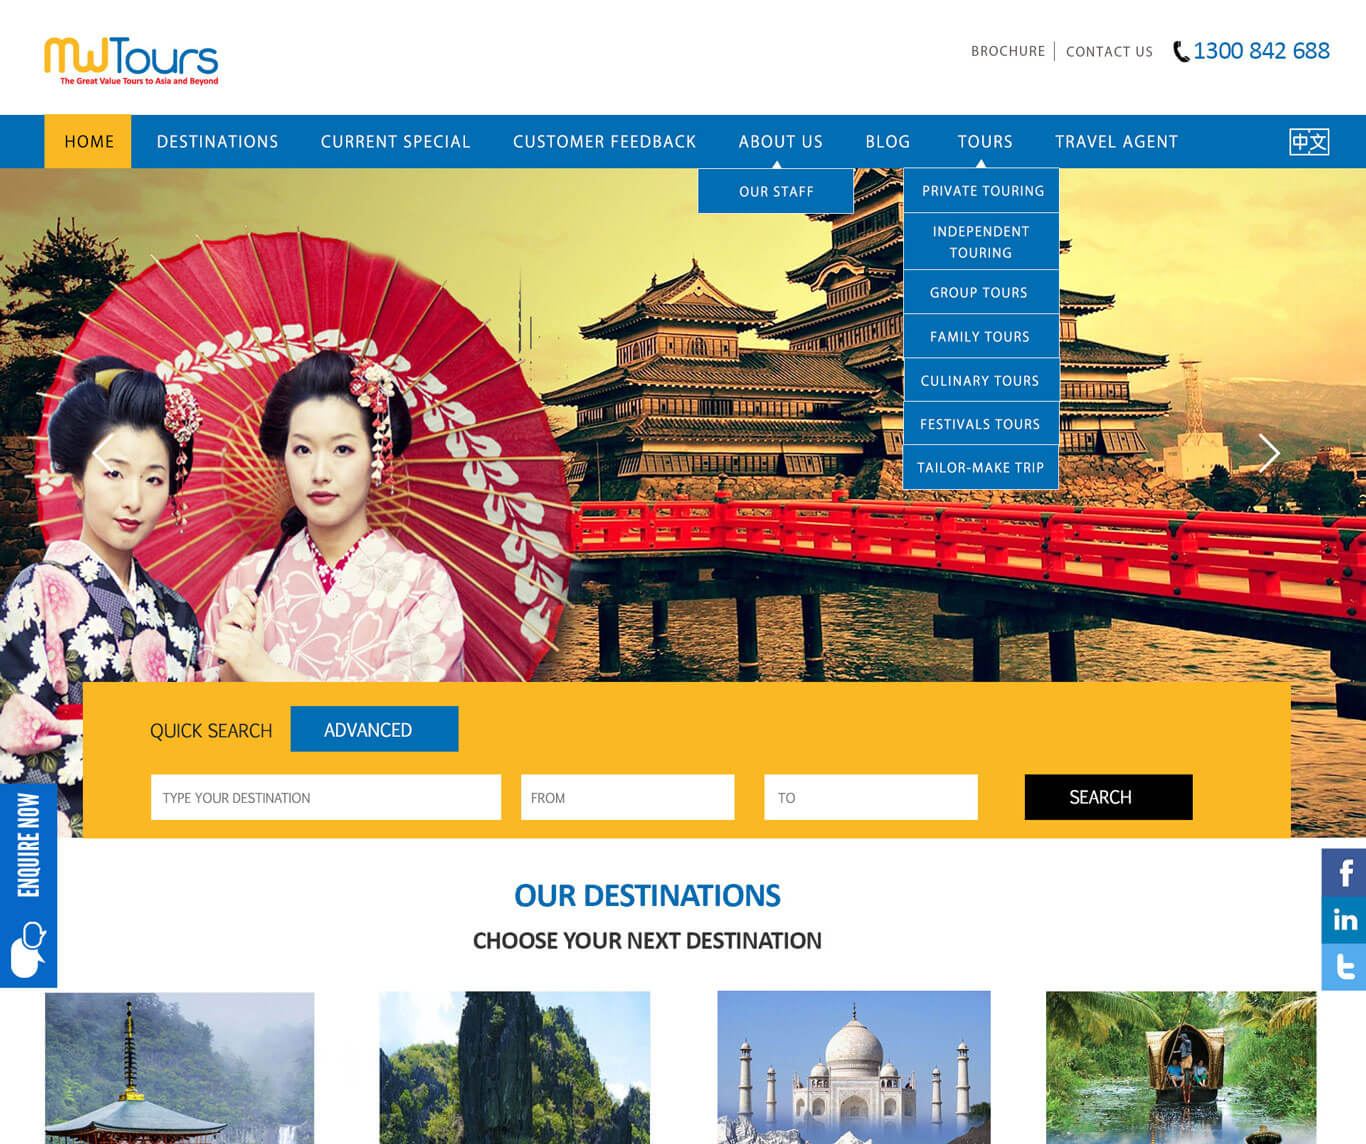 MWTours
The Great Value Tours to Asia and Beyond
BROCHURE
CONTACT US
1300 842 688
HOME
DESTINATIONS
CURRENT SPECIAL
CUSTOMER FEEDBACK
ABOUT US
BLOG
TOURS
TRAVEL AGENT
中文
OUR STAFF
PRIVATE TOURING
INDEPENDENT
TOURING
GROUP TOURS
FAMILY TOURS
CULINARY TOURS
FESTIVALS TOURS
TAILOR-MAKE TRIP
QUICK SEARCH
ADVANCED
TYPE YOUR DESTINATION
FROM
TO
SEARCH
ENQUIRE NOW
OUR DESTINATIONS
CHOOSE YOUR NEXT DESTINATION
f
in
t